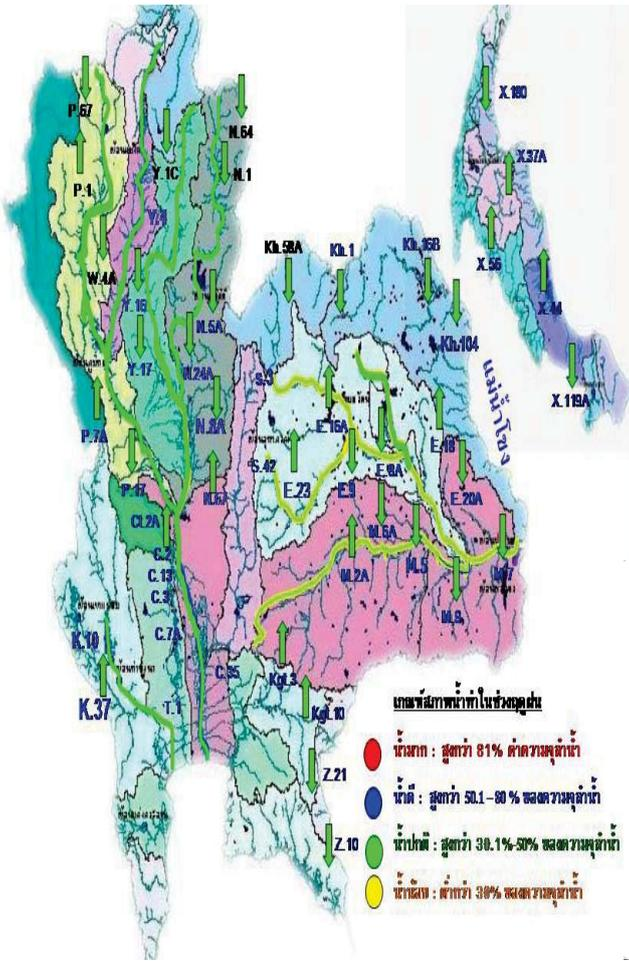 X.180
P.67
N.64
X.37A
Y.1C
N.1
P.1
Kh.58A
Kh.1
Kh.16B
X.56
W.4A
Y.16
X.44
N.5A
Kh.104
แม่น้ำโขง
Y.17
N.24A
S.3
X.119A
P.7A
N.8A
E.16A
E.18
S.42
E.8A
P.17
N.67
E.23
E.9
E.20A
Ct.2A
M.6A
C.2
M.5
C.13
M.2A
M.7
C.3
M.9
K.10
C.7A
C.35
Kgt.3
K.37
T.1
Kgt.10
เกณฑ์สภาพน้ำท่าในช่วงฤดูฝน
น้ำมาก : สูงกว่า 81% ค่าความจุลำน้ำ
Z.21
น้ำดี : สูงกว่า 50.1-80 % ของความจุลำน้ำ
Z.10
น้ำปกติ : สูงกว่า 30.1%-50% ของความจุลำน้ำ
น้ำน้อย : ต่ำกว่า 30% ของความจุลำน้ำ